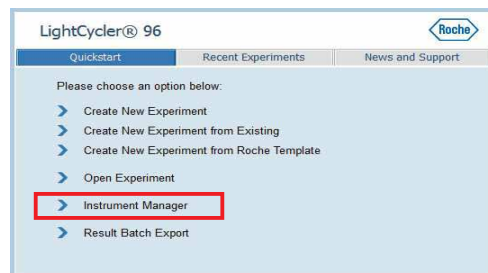 LightCycler® 96
Roche
Quickstart Recent Experiments News and Support
Please choose an option below:
Create New Experiment
Create New Experiment from Existing
Create New Experiment from Roche Template
Open Experiment
Instrument Manager
Result Batch Export